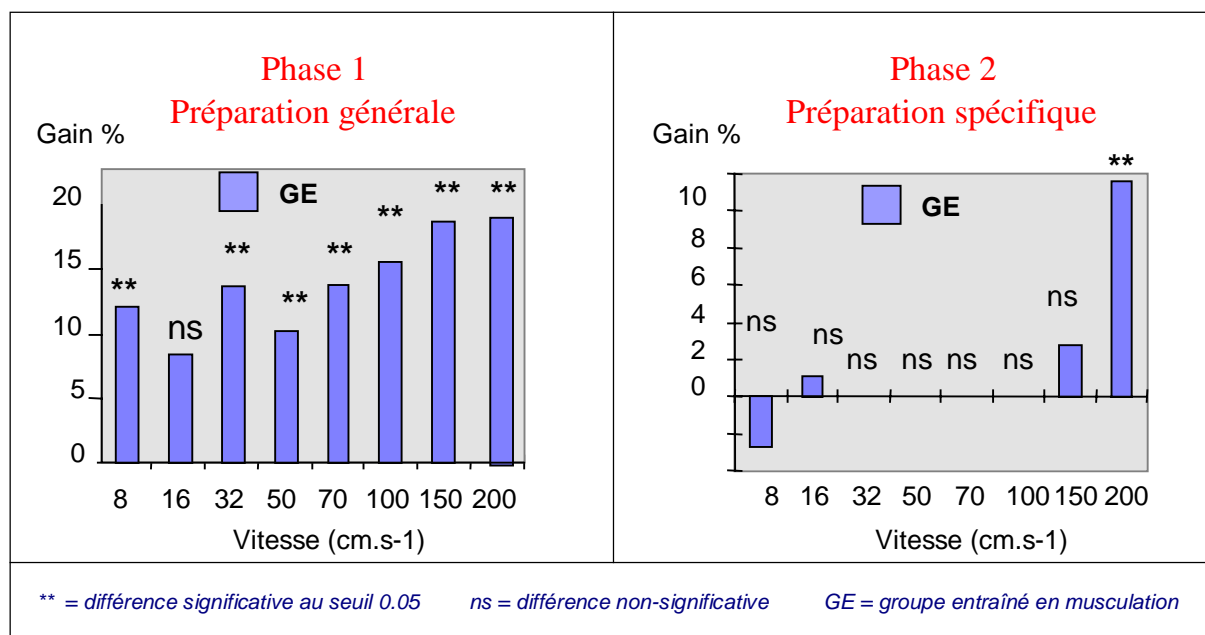 Phase 1
Préparation générale
Gain %
GE
20
15
10
5
0
**
ns
**
**
**
**
**
**
8 16 32 50 70 100 150 200
Vitesse (cm.s-1)
Phase 2
Préparation spécifique
Gain %
GE
10
8
6
4
2
0
ns
ns
ns
ns
ns
ns
ns
**
8 16 32 50 70 100 150 200
Vitesse (cm.s-1)
** = différence significative au seuil 0.05 ns = différence non-significative GE = groupe entraîné en musculation